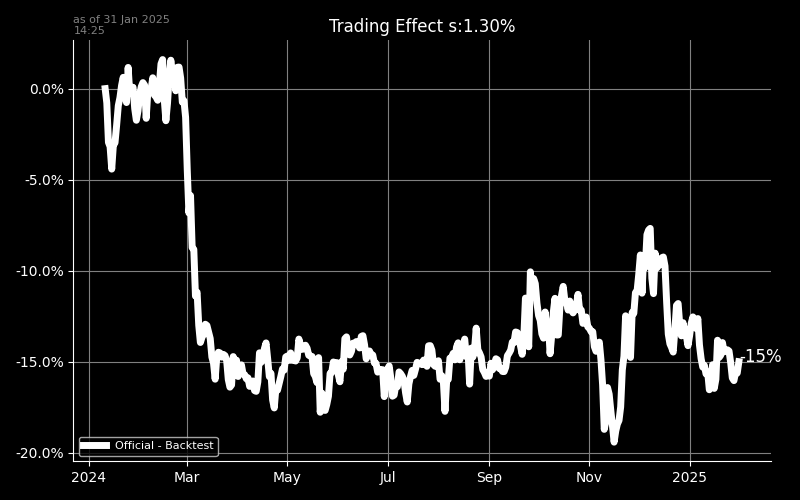 as of 31 Jan 2025
14:25
Trading Effect s:1.30%
0.0%
-5.0%
-10.0%
-15.0%
-20.0%
-15%
Official - Backtest
2024 Mar May Jul Sep Nov 2025